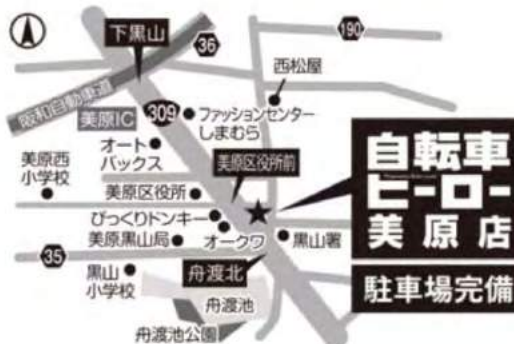 下黒山
36
190
阪和自動車道
西松屋
309
美原IC
ファッションセンター
しまむら
オート
バックス
美原西
小学校
美原区役所前
美原区役所
びっくりドンキー
美原黒山局
オークワ
黒山署
35
舟渡北
黒山
小学校
舟渡池
舟渡池公園
自転車
ヒーロー
美原店
駐車場完備